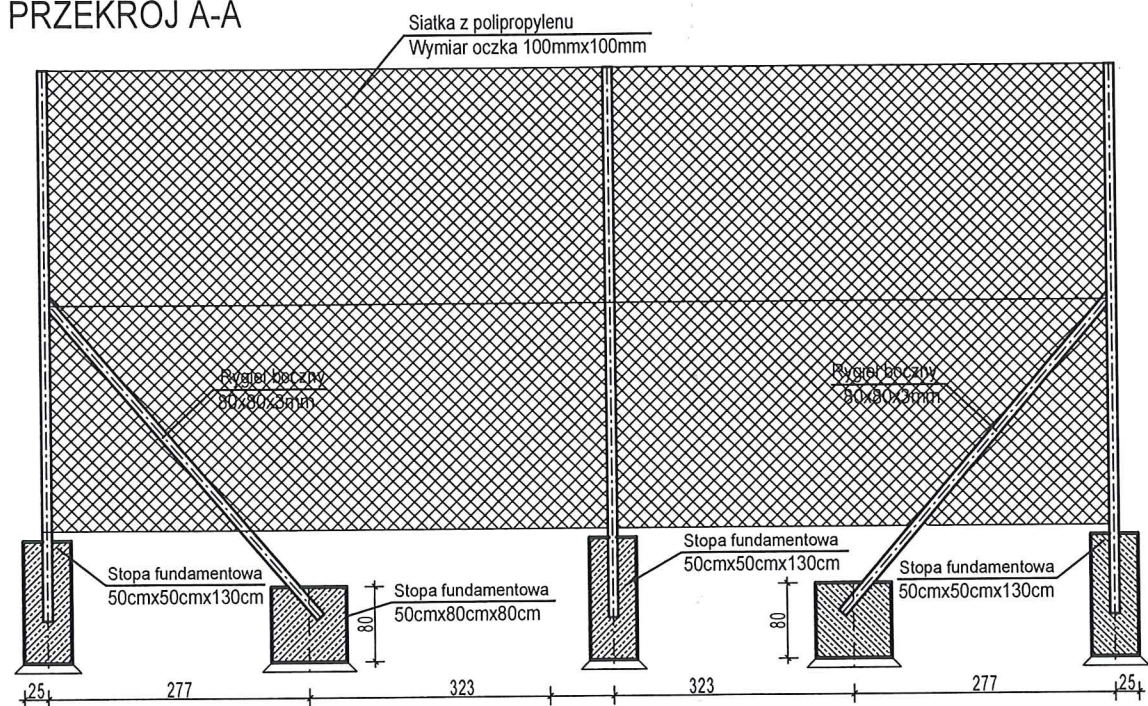 PRZEKRÓJ A-A
Siatka z polipropylenu
Wymiar oczka 100mmx100mm
Rygiel boczny
80x80x3mm
Rygiel boczny
80x80x3mm
Stopa fundamentowa
50cmx50cmx130cm
Stopa fundamentowa
50cmx80cmx80cm
80
Stopa fundamentowa
50cmx50cmx130cm
80
Stopa fundamentowa
50cmx50cmx130cm
25
277
323
323
277
25